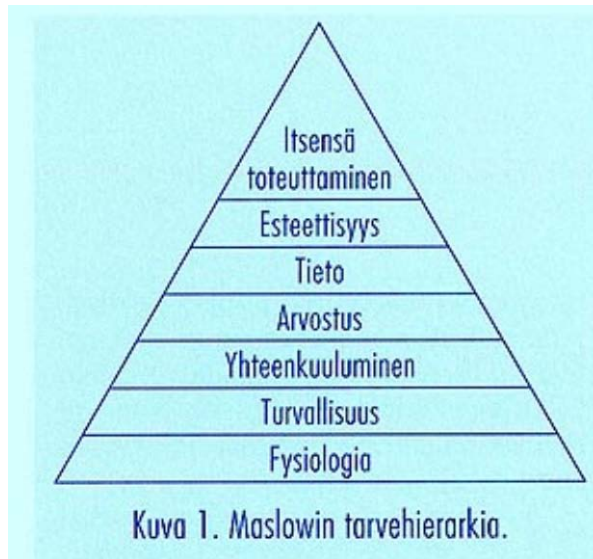 Itsensä
toteuttaminen
Esteettisyys
Tieto
Arvostus
Yhteenkuuluminen
Turvallisuus
Fysiologia
Kuva 1. Maslowin tarvehierarkia.